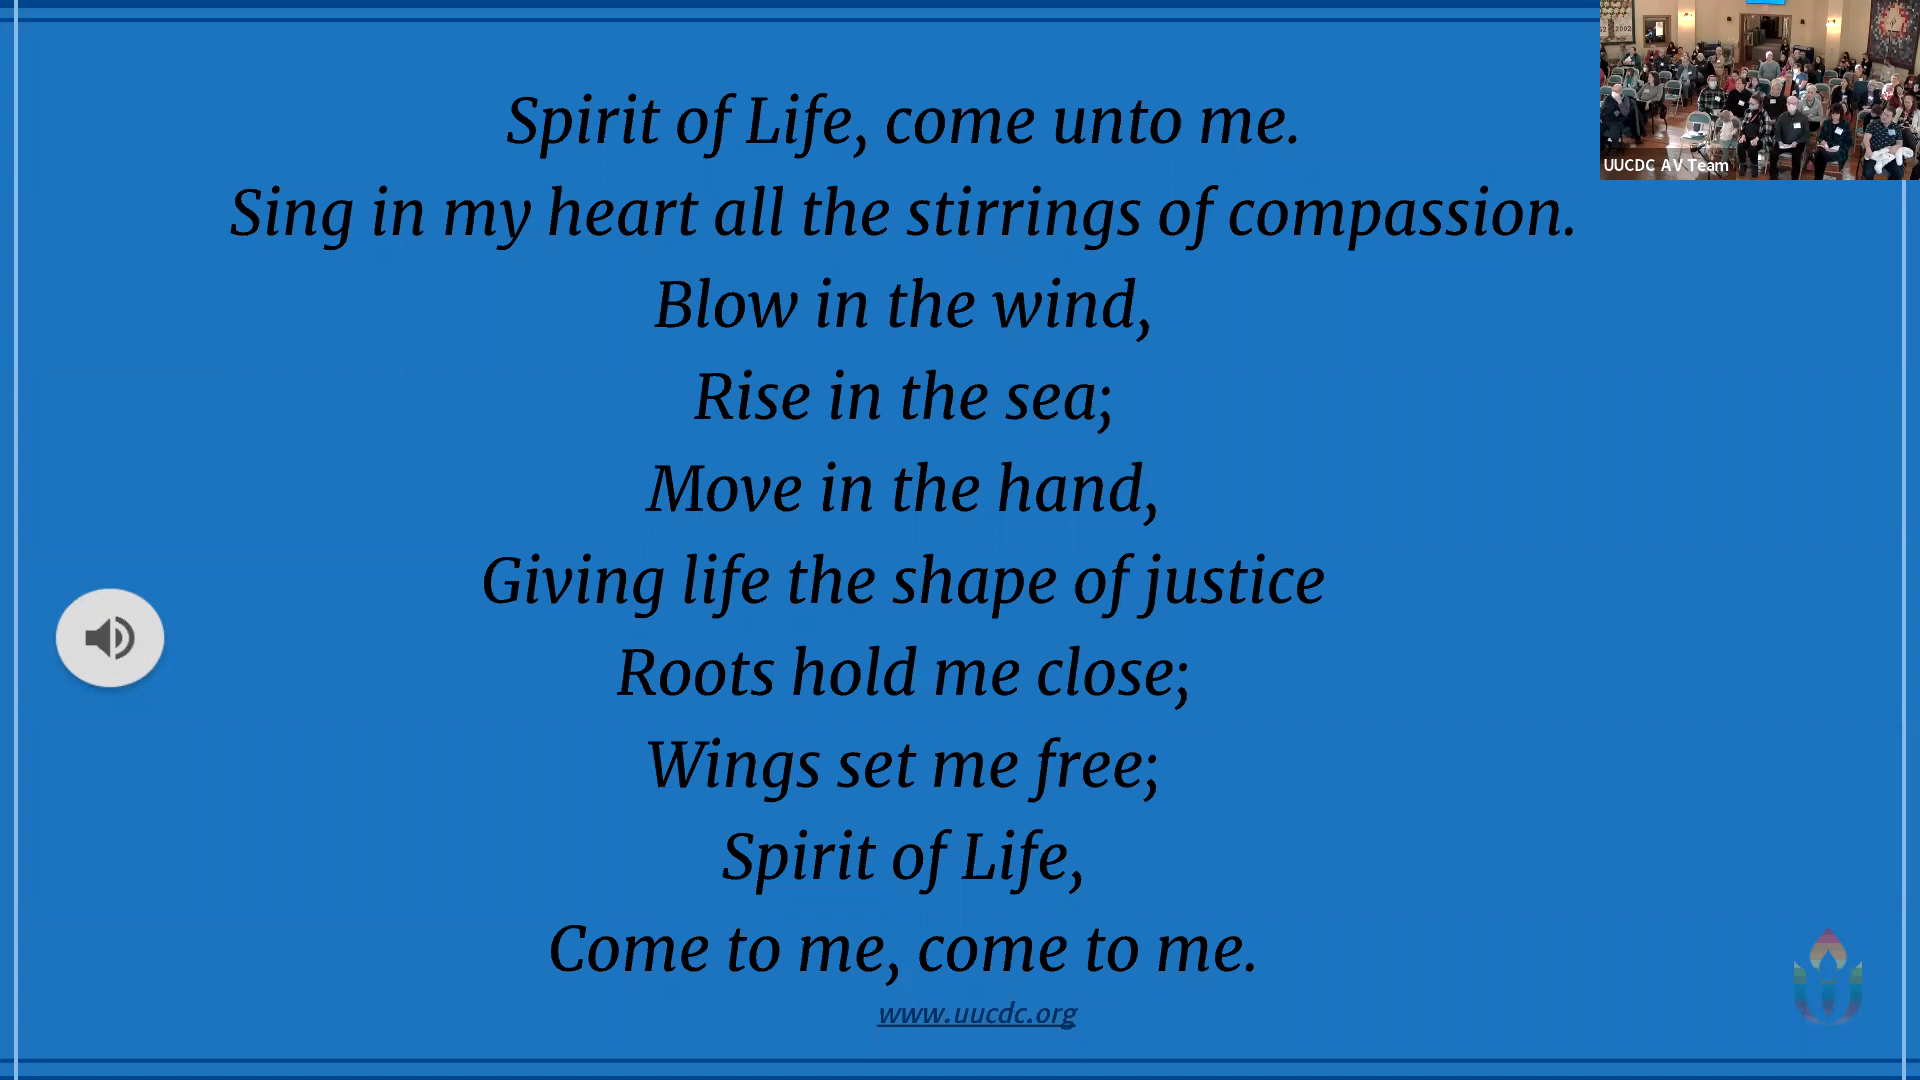 Spirit of Life, come unto me.
Sing in my heart all the stirrings of compassion.
Blow in the wind,
Rise in the sea;
Move in the hand,
Giving life the shape of justice
Roots hold me close;
Wings set me free;
Spirit of Life,
Come to me, come to me.
www.uucdc.org
UUCDC AV Team
2002